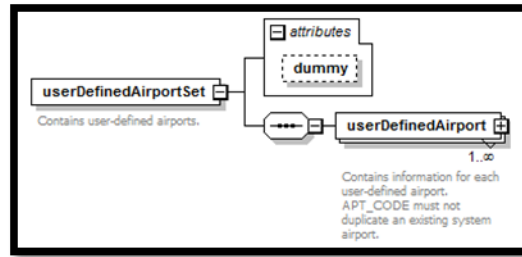 attributes
dummy
userDefinedAirportSet
Contains user-defined airports.
userDefinedAirport
1..∞
Contains information for each
user-defined airport.
APT_CODE must not
duplicate an existing system
airport.